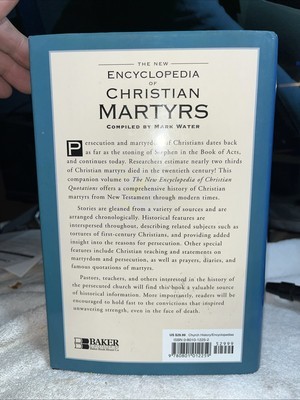 THE NEW
ENCYCLOPEDIA
OF
CHRISTIAN
MARTYRS
COMPILED BY MARK WATER
Persecution and martyrdom of Christians dates back
as far as the stoning of Stephen in the Book of Acts, and
continues today. Researchers estimate nearly two thirds
of Christian martyrs died in the twentieth century! This
companion volume to The New Encyclopedia of Christian
Quotations offers a comprehensive history of Christian
martyrs from New Testament through modern times.
Stories are gleaned from a variety of sources and are
arranged chronologically. Historical features are
interspersed throughout, describing related subjects such as
tortures of first-century Christians, and providing added
insight into the reasons for persecution. Other special
features include Christian teaching and statements on
martyrdom and persecution, as well as prayers, diaries, and
famous quotations of martyrs.
Pastors, teachers, and others interested in the history of
the persecuted church will find this book a valuable source
of historical information. More importantly, readers will be
encouraged to hold fast to the convictions that inspired
unwavering strength, even in the face of death.
BAKER